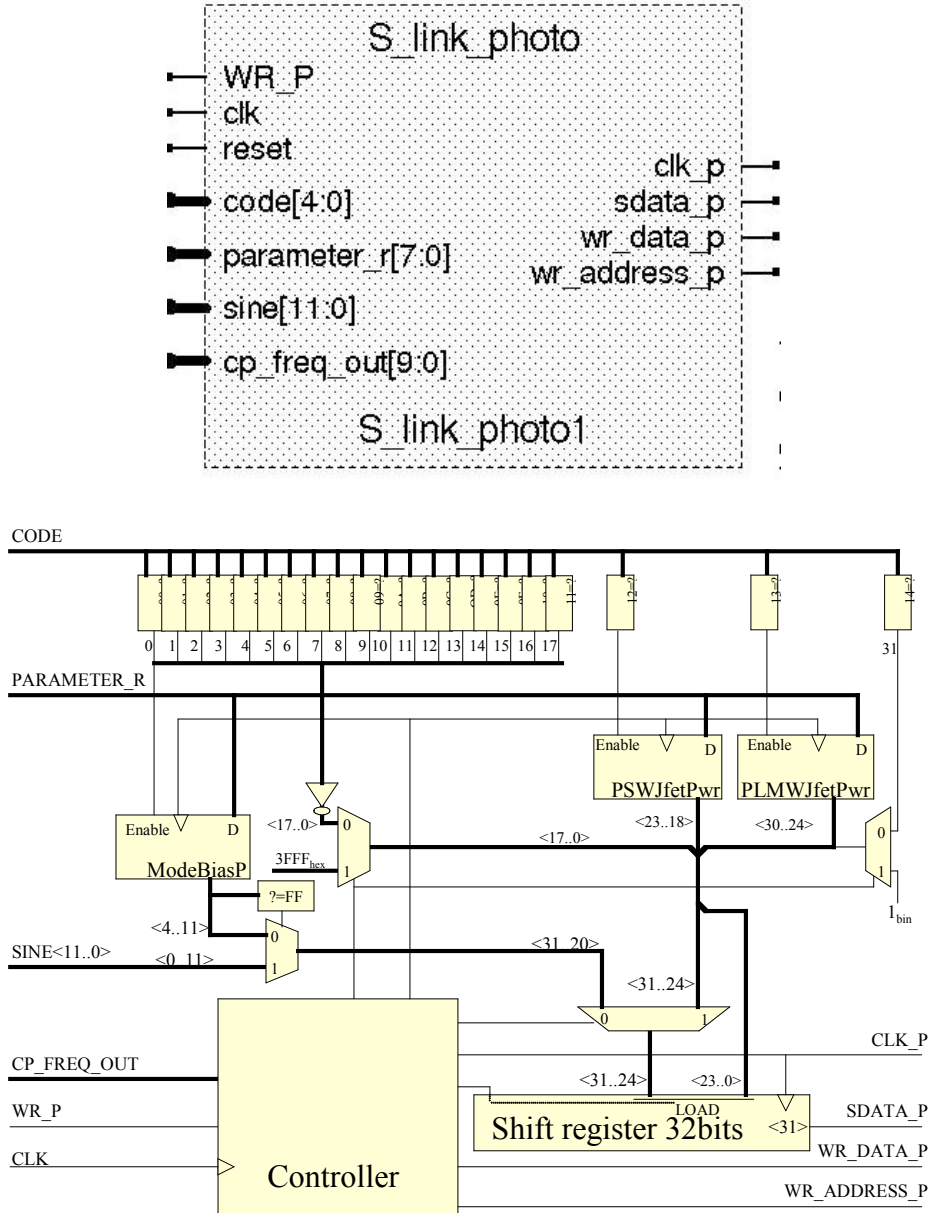 S_link_photo
WR_P
clk
reset
code[4:0]
parameter_r[7:0]
sine[11:0]
cp_freq_out[9:0]
clk_p
sdata_p
wr_data_p
wr_address_p
S_link_photo1
CODE
09=?
11=?
12=?
13=?
14=?
0 1 2 3 4 5 6 7 8 9 10 11 12 13 14 15 16 17
31
PARAMETER_R
Enable D
PSWJfetPwr
Enable D
PLMWJfetPwr
Enable D
ModeBiasP
<17..0>
0
3FFFhex
1
<17..0>
<23..18>
<30..24>
0
1
1bin
?=FF
<4..11>
0
SINE<11..0>
<0..11>
1
<31..20>
<31..24>
0 1
CP_FREQ_OUT
WR_P
CLK
Controller
<31..24>
<23..0>
LOAD
Shift register 32bits
<31>
CLK_P
SDATA_P
WR_DATA_P
WR_ADDRESS_P